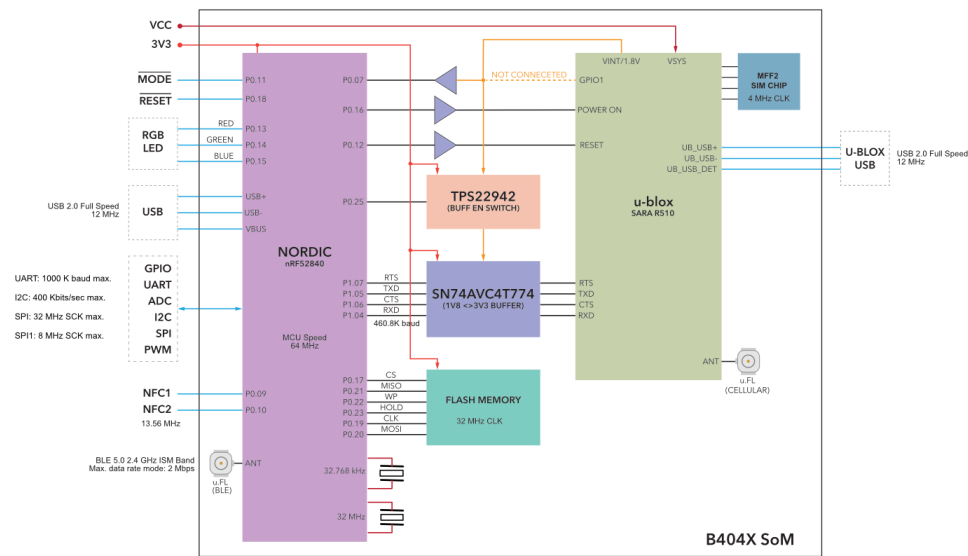 VCC
3V3
MODE
RESET
RGB
LED
RED
GREEN
BLUE
USB 2.0 Full Speed
12 MHz
USB
USB+
USB-
VBUS
UART: 1000 K baud max.
I2C: 400 Kbits/sec max.
SPI: 32 MHz SCK max.
SPI1: 8 MHz SCK max.
GPIO
UART
ADC
I2C
SPI
PWM
NFC1
NFC2
13.56 MHz
BLE 5.0 2.4 GHz ISM Band
Max. data rate mode: 2 Mbps
u.FL
(BLE)
P0.11
P0.18
P0.13
P0.14
P0.15
P0.09
P0.10
ANT
NORDIC
nRF52840
MCU Speed
64 MHz
P0.07
P0.16
P0.12
P0.25
P1.07
P1.05
P1.06
P1.04
P0.17
P0.21
P0.22
P0.23
P0.19
P0.20
32.768 kHz
32 MHz
RTS
TXD
CTS
RXD
460.8K baud
CS
MISO
WP
HOLD
CLK
MOSI
NOT CONNECETED
TPS22942
(BUFF EN SWITCH)
SN74AVC4T774
(1V8 <>3V3 BUFFER)
FLASH MEMORY
32 MHz CLK
VINT/1.8V
VSYS
GPIO1
POWER ON
RESET
u-blox
SARA R510
UB_USB+
UB_USB-
UB_USB_DET
RTS
TXD
CTS
RXD
ANT
MFF2
SIM CHIP
4 MHz CLK
U-BLOX
USB
USB 2.0 Full Speed
12 MHz
u.FL
(CELLULAR)
B404X SoM